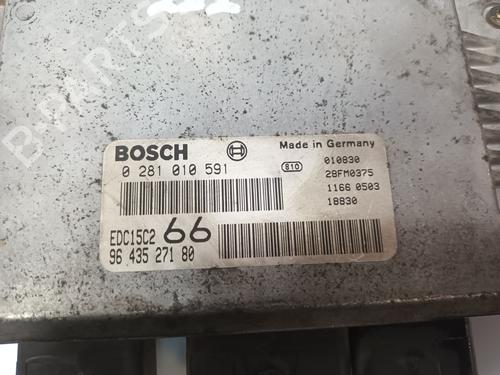 B-PARTS
BOSCH
Made in Germany
0 281 010 591
810
010830
28FM0375
1166 0503
18830
EDC15C2 66
96 435 271 80